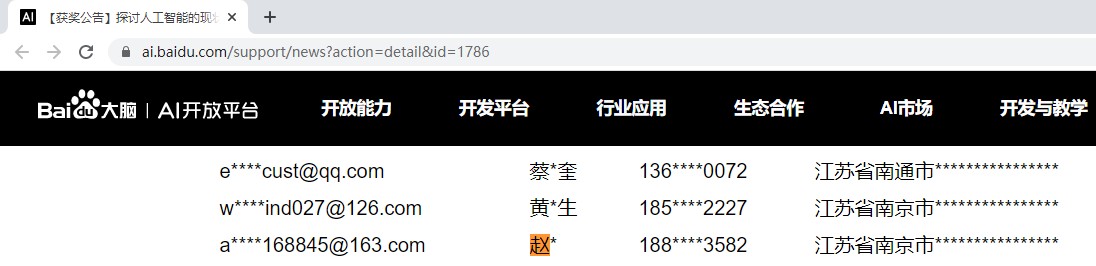 AI 【获奖公告】探讨人工智能的现
ai.baidu.com/support/news?action=detail&id=1786
Bai du 大脑 | AI开放平台 开放能力 开发平台 行业应用 生态合作 AI市场 开发与教学
e****cust@qq.com 蔡*奎 136****0072 江苏省南通市****************
w****ind027@126.com 黄*生 185****2227 江苏省南京市****************
a****168845@163.com 赵* 188****3582 江苏省南京市****************